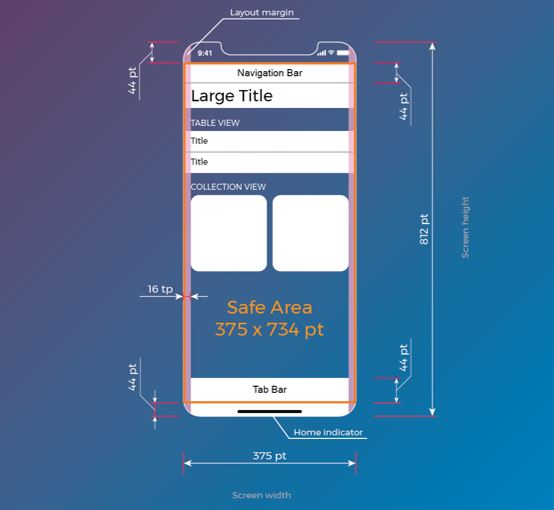 Layout margin
9:41
44 pt
Navigation Bar
44 pt
Large Title
TABLE VIEW
Title
Title
COLLECTION VIEW
812 pt
Screen height
16 tp
Safe Area
375 x 734 pt
44 pt
44 pt
Tab Bar
Home indicator
375 pt
Screen width